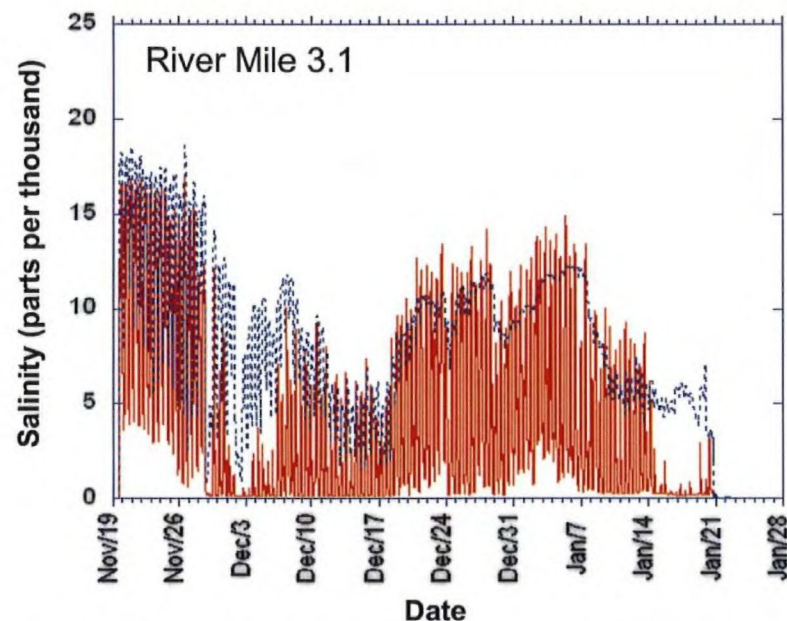 River Mile 3.1
Salinity (parts per thousand)
25
20
15
10
5
0
Nov/19
Nov/26
Dec/3
Dec/10
Dec/17
Dec/24
Dec/31
Jan/7
Jan/14
Jan/21
Jan/28
Date